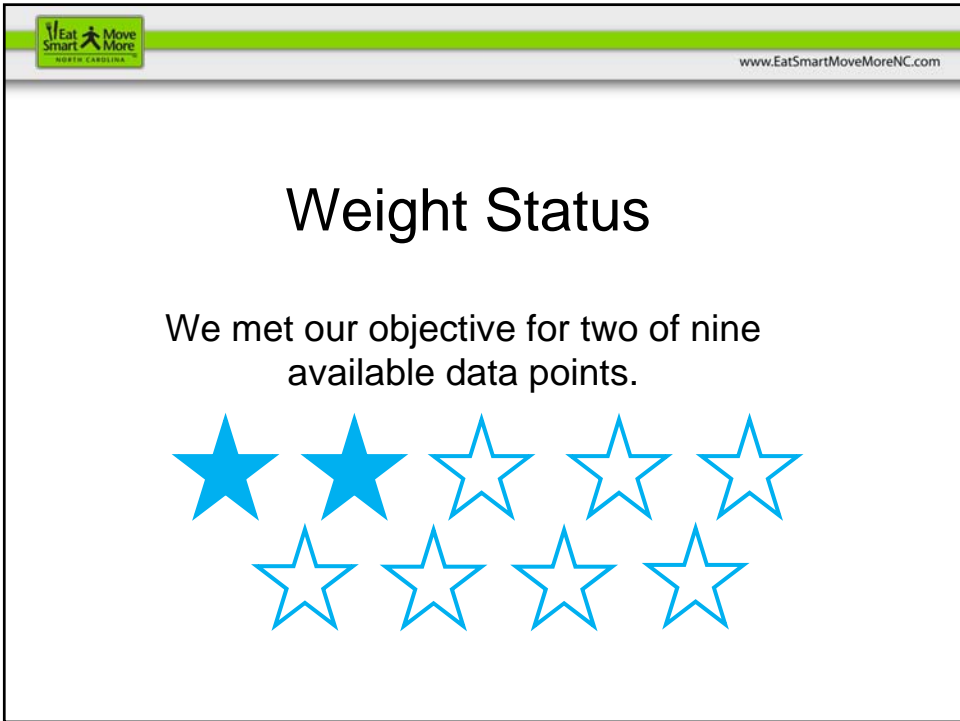 Eat Move
Smart More
NORTH CAROLINA
www.EatSmartMoveMoreNC.com
Weight Status
We met our objective for two of nine
available data points.